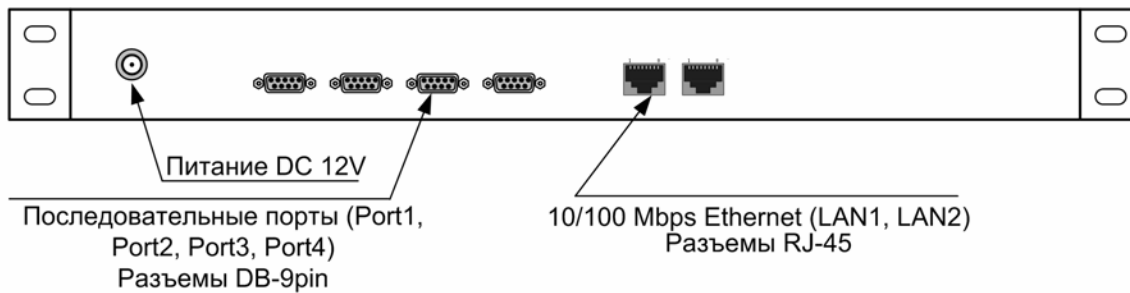 Питание DC 12V
Последовательные порты (Port1,
Port2, Port3, Port4)
Разъемы DB-9pin
10/100 Mbps Ethernet (LAN1, LAN2)
Разъемы RJ-45